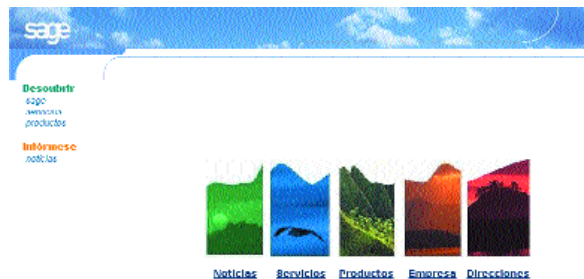 sage
Descubrir
sage
servicios
productos
Infórmese
noticias
Noticias Servicios Productos Empresa Direcciones